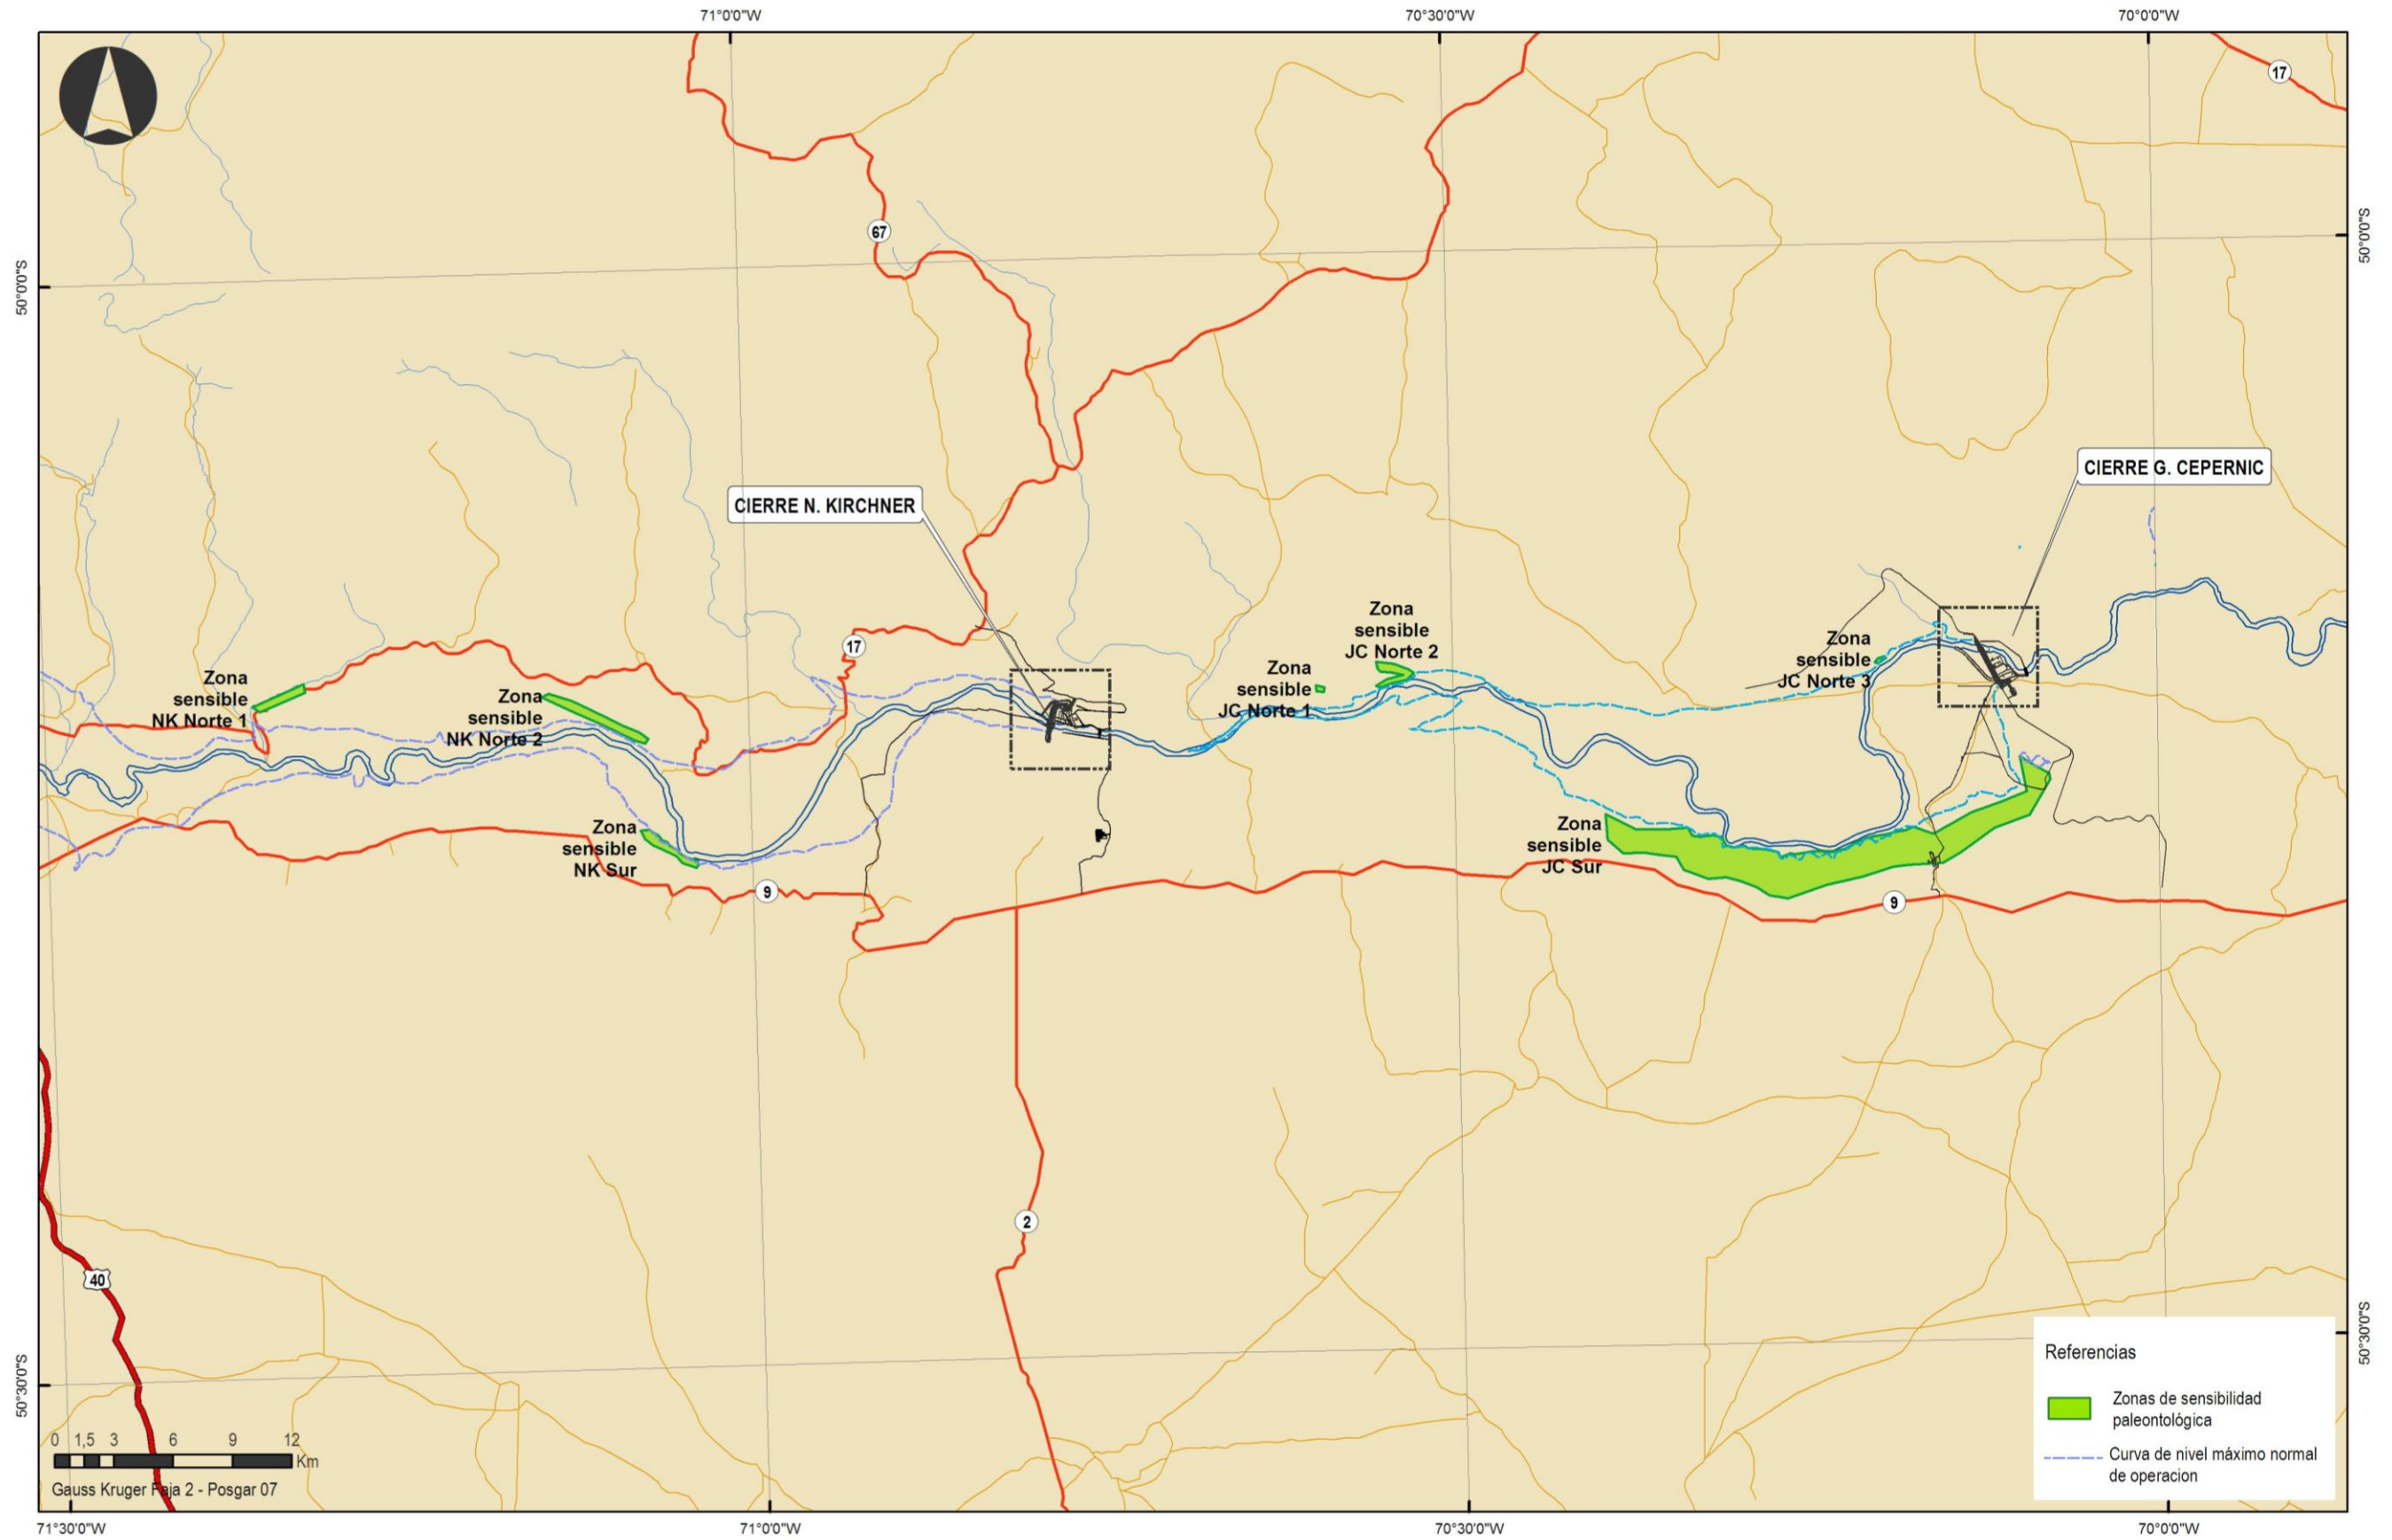 71°0'0"W
70°30'0"W
70°0'0"W
17
67
50°0'0"S
50°0'0"S
CIERRE G. CEPERNIC
CIERRE N. KIRCHNER
Zona
sensible
JC Norte 2
17
Zona
sensible
JC Norte 3
Zona
sensible
JC Norte 1
Zona
sensible
NK Norte 1
Zona
sensible
NK Norte 2
Zona
sensible
NK Sur
Zona
sensible
JC Sur
9
9
2
40
50°30'0"S
50°30'0"S
Referencias
Zonas de sensibilidad
paleontológica
Curva de nivel máximo normal
de operacion
0 1,5 3 6 9 12
Km
Gauss Kruger Faja 2 - Posgar 07
71°30'0"W
71°0'0"W
70°30'0"W
70°0'0"W